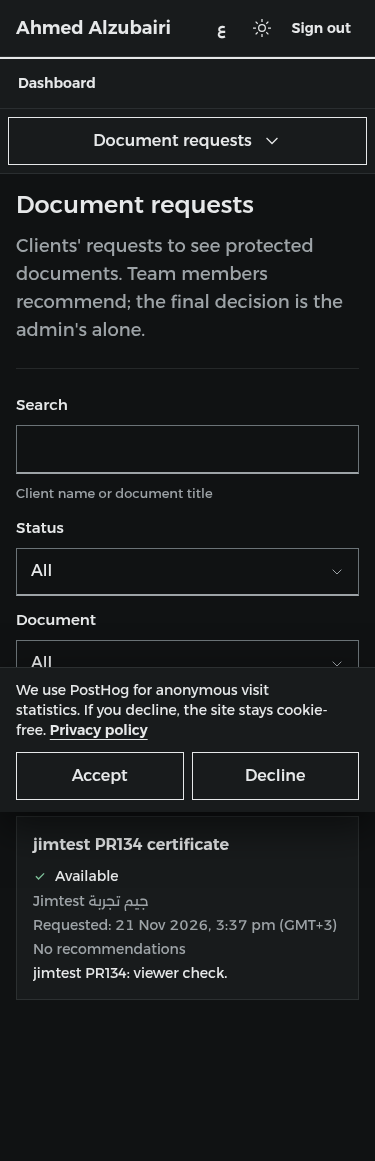 Ahmed Alzubairi
ع
Sign out
Dashboard
Document requests
Document requests
Clients' requests to see protected
documents. Team members
recommend; the final decision is the
admin's alone.
Search
Client name or document title
Status
All
Document
All
We use PostHog for anonymous visit
statistics. If you decline, the site stays cookie-
free. Privacy policy
Accept
Decline
jimtest PR134 certificate
Available
Jimtest جيم تجربة
Requested: 21 Nov 2026, 3:37 pm (GMT+3)
No recommendations
jimtest PR134: viewer check.